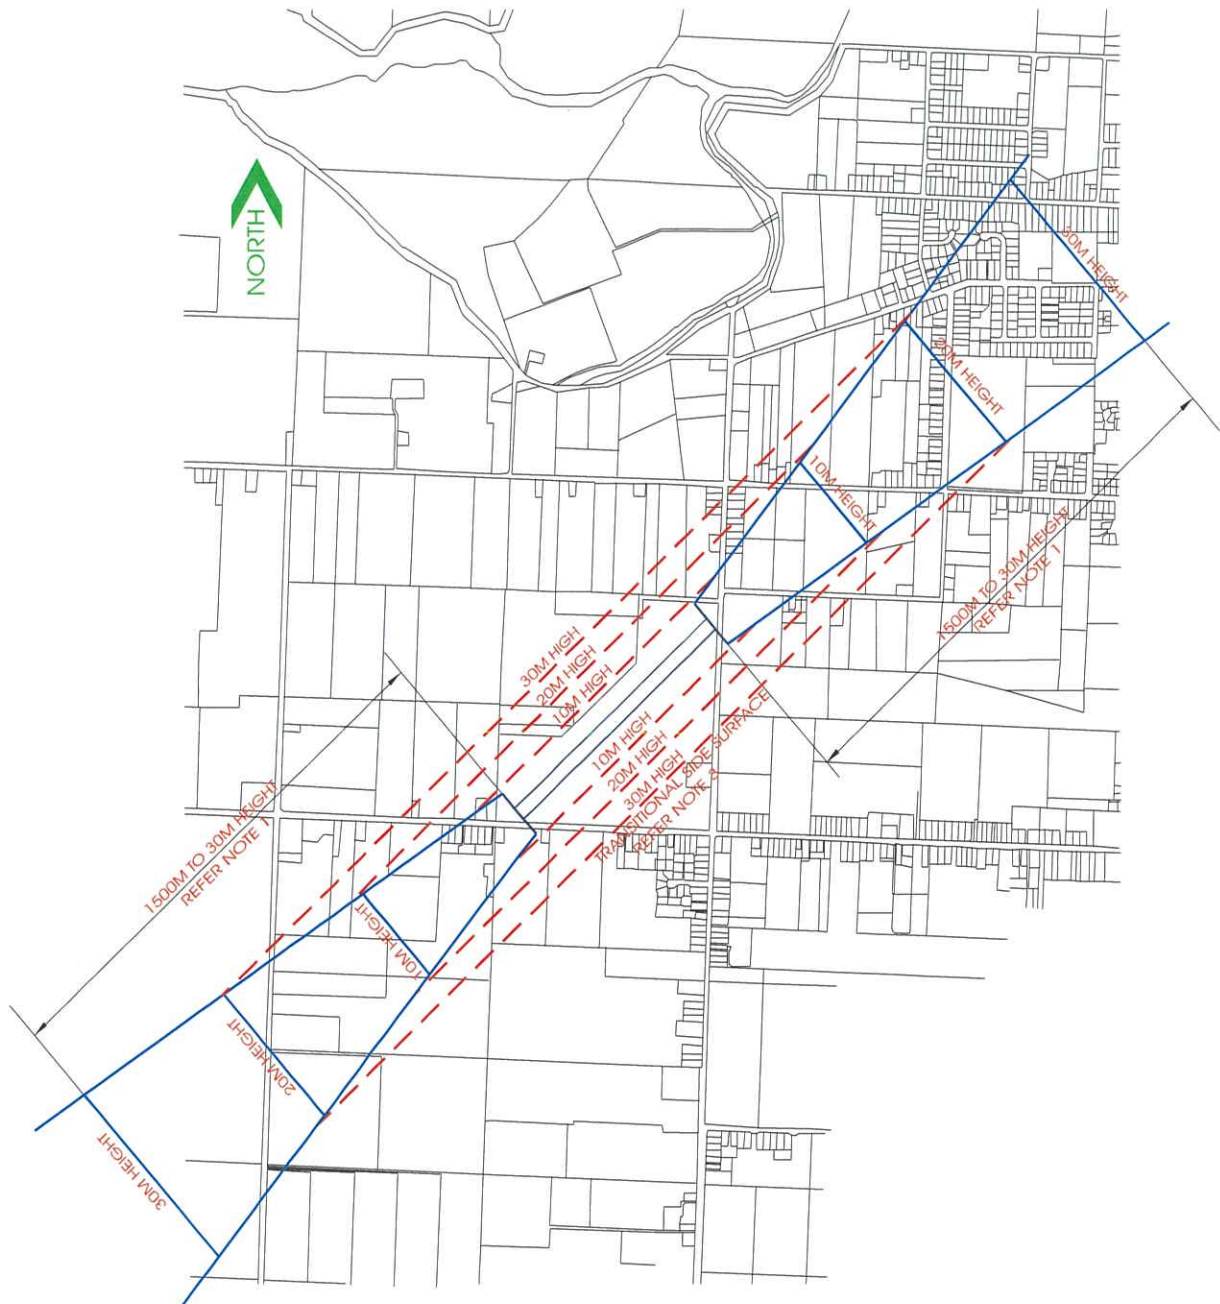 NORTH
30M HEIGHT
20M HEIGHT
10M HEIGHT
1500M TO 30M HEIGHT
REFER NOTE 1
30M HIGH
20M HIGH
10M HIGH
10M HIGH
20M HIGH
30M HIGH
TRANSITIONAL SIDE SURFACE
REFER NOTE 3
1500M TO 30M HEIGHT
REFER NOTE 1
10M HEIGHT
20M HEIGHT
30M HEIGHT